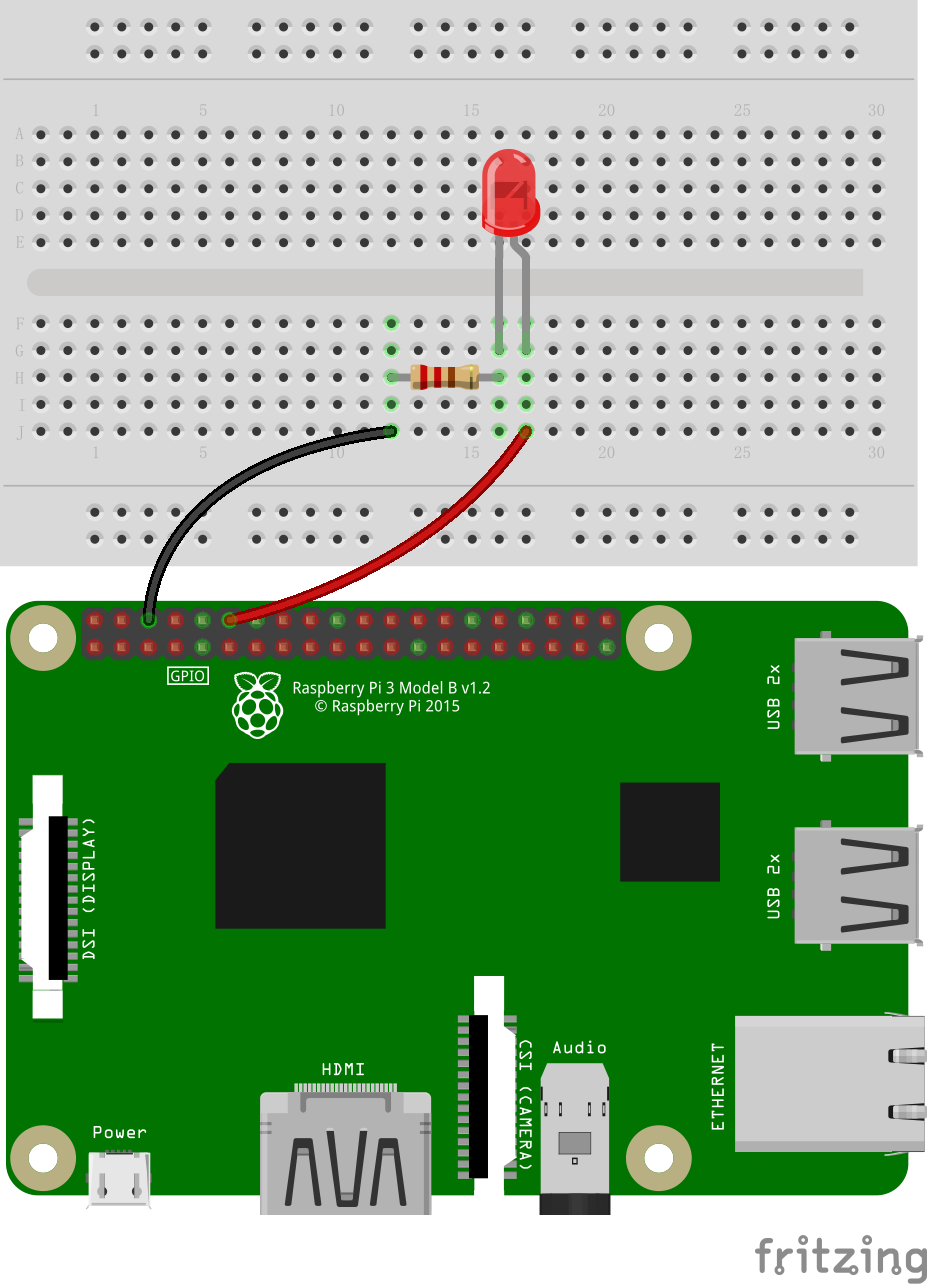 1 5 10 15 20 25 30
A
B
C
D
E
F
G
H
I
J
1 5 10 15 20 25 30
GPIO
Raspberry Pi 3 Model B v1.2
© Raspberry Pi 2015
USB 2x
DSI (DISPLAY)
USB 2x
HDMI
CSI (CAMERA)
Audio
ETHERNET
Power
fritzing